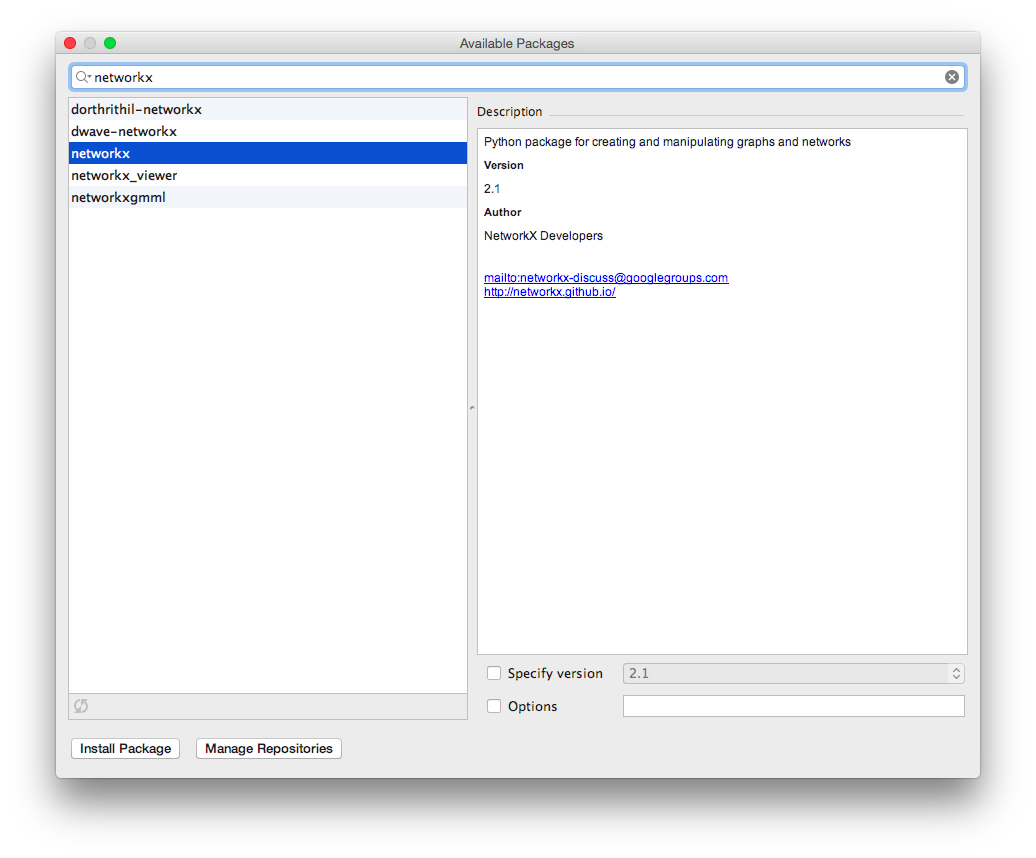 Available Packages
networkx
dorthrithil-networkx
dwave-networkx
networkx
networkx_viewer
networkxgmml
Description
Python package for creating and manipulating graphs and networks
Version
2.1
Author
NetworkX Developers
mailto:networkx-discuss@googlegroups.com
http://networkx.github.io/
Specify version 2.1
Options
Install Package Manage Repositories